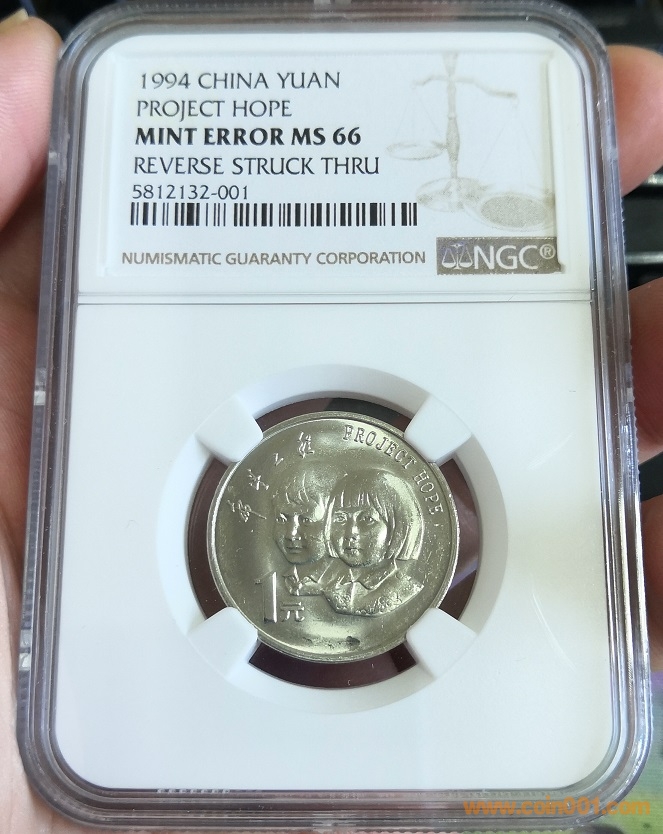 1994 CHINA YUAN
PROJECT HOPE
MINT ERROR MS 66
REVERSE STRUCK THRU
5812132-001
NUMISMATIC GUARANTY CORPORATION NGC®
希望工程 PROJECT HOPE
1元
www.coin001.com